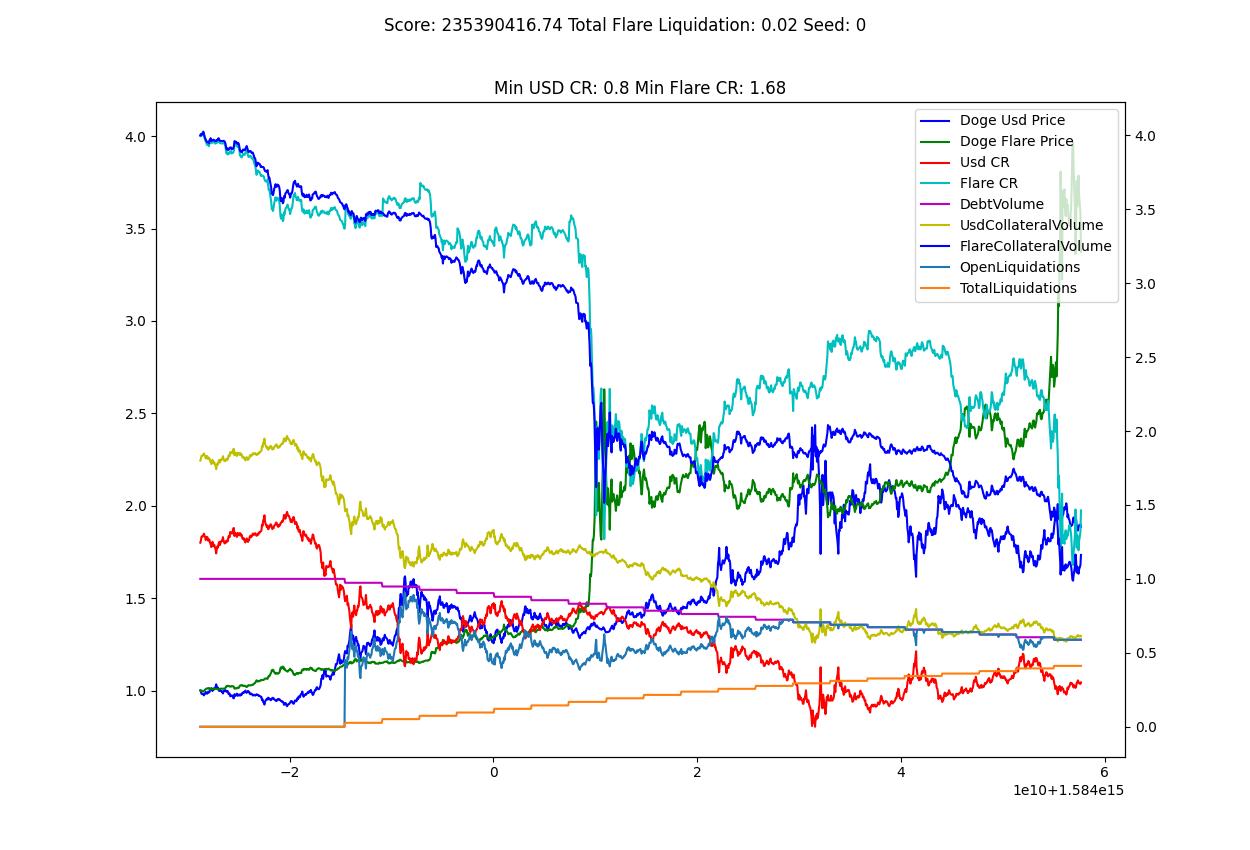 Score: 235390416.74 Total Flare Liquidation: 0.02 Seed: 0
Min USD CR: 0.8 Min Flare CR: 1.68
4.0
3.5
3.0
2.5
2.0
1.5
1.0
Doge Usd Price
Doge Flare Price
Usd CR
Flare CR
DebtVolume
UsdCollateralVolume
FlareCollateralVolume
OpenLiquidations
TotalLiquidations
4.0
3.5
3.0
2.5
2.0
1.5
1.0
0.5
0.0
−2 0 2 4 6
1e10+1.584e15